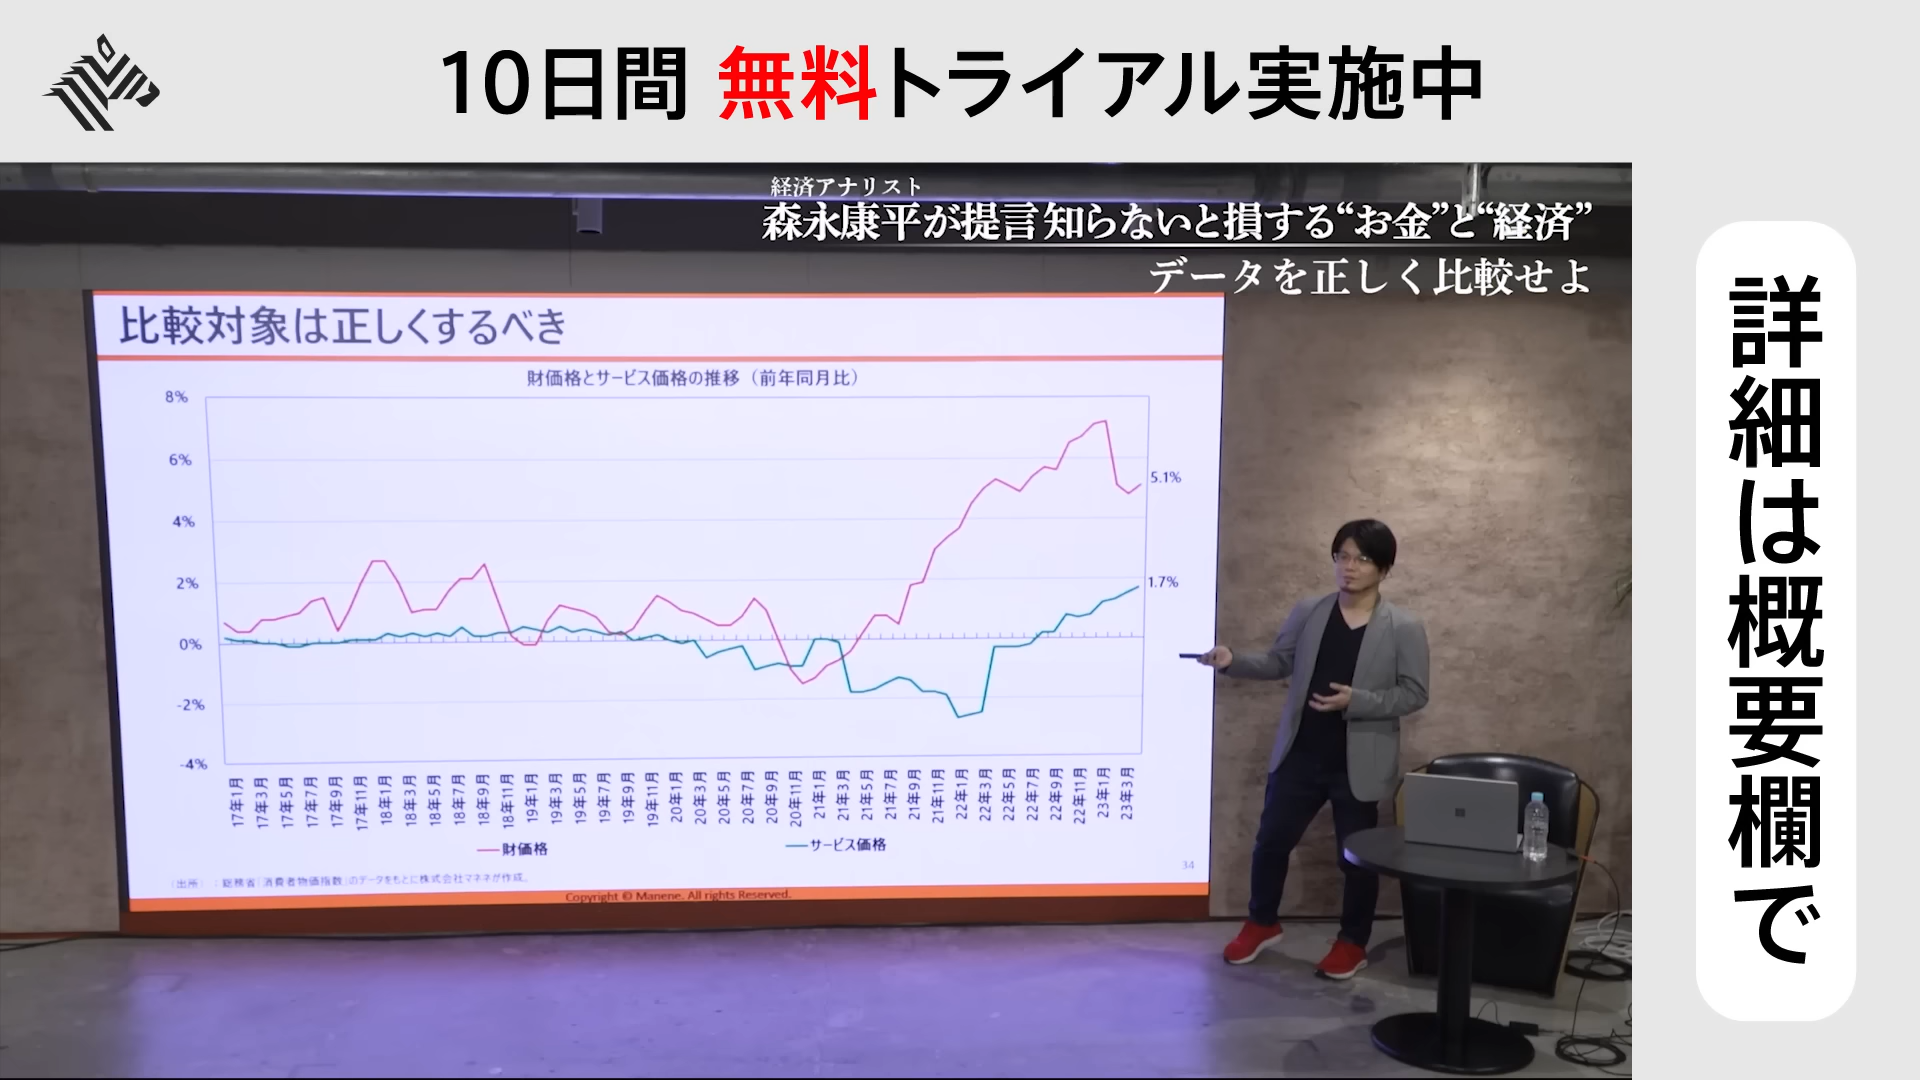 10日間 無料トライアル実施中
経済アナリスト
森永康平が提言 知らないと損する“お金”と“経済”
データを正しく比較せよ
詳細は概要欄で
比較対象は正しくするべき
財価格とサービス価格の推移（前年同月比）
8%
6%
4%
2%
0%
-2%
-4%
5.1%
1.7%
17年1月
17年3月
17年5月
17年7月
17年9月
17年11月
18年1月
18年3月
18年5月
18年7月
18年9月
18年11月
19年1月
19年3月
19年5月
19年7月
19年9月
19年11月
20年1月
20年3月
20年5月
20年7月
20年9月
20年11月
21年1月
21年3月
21年5月
21年7月
21年9月
21年11月
22年1月
22年3月
22年5月
22年7月
22年9月
22年11月
23年1月
23年3月
財価格 サービス価格
34
（出所）：総務省「消費者物価指数」のデータをもとに株式会社マネネが作成。
Copyright © Manene. All rights Reserved.